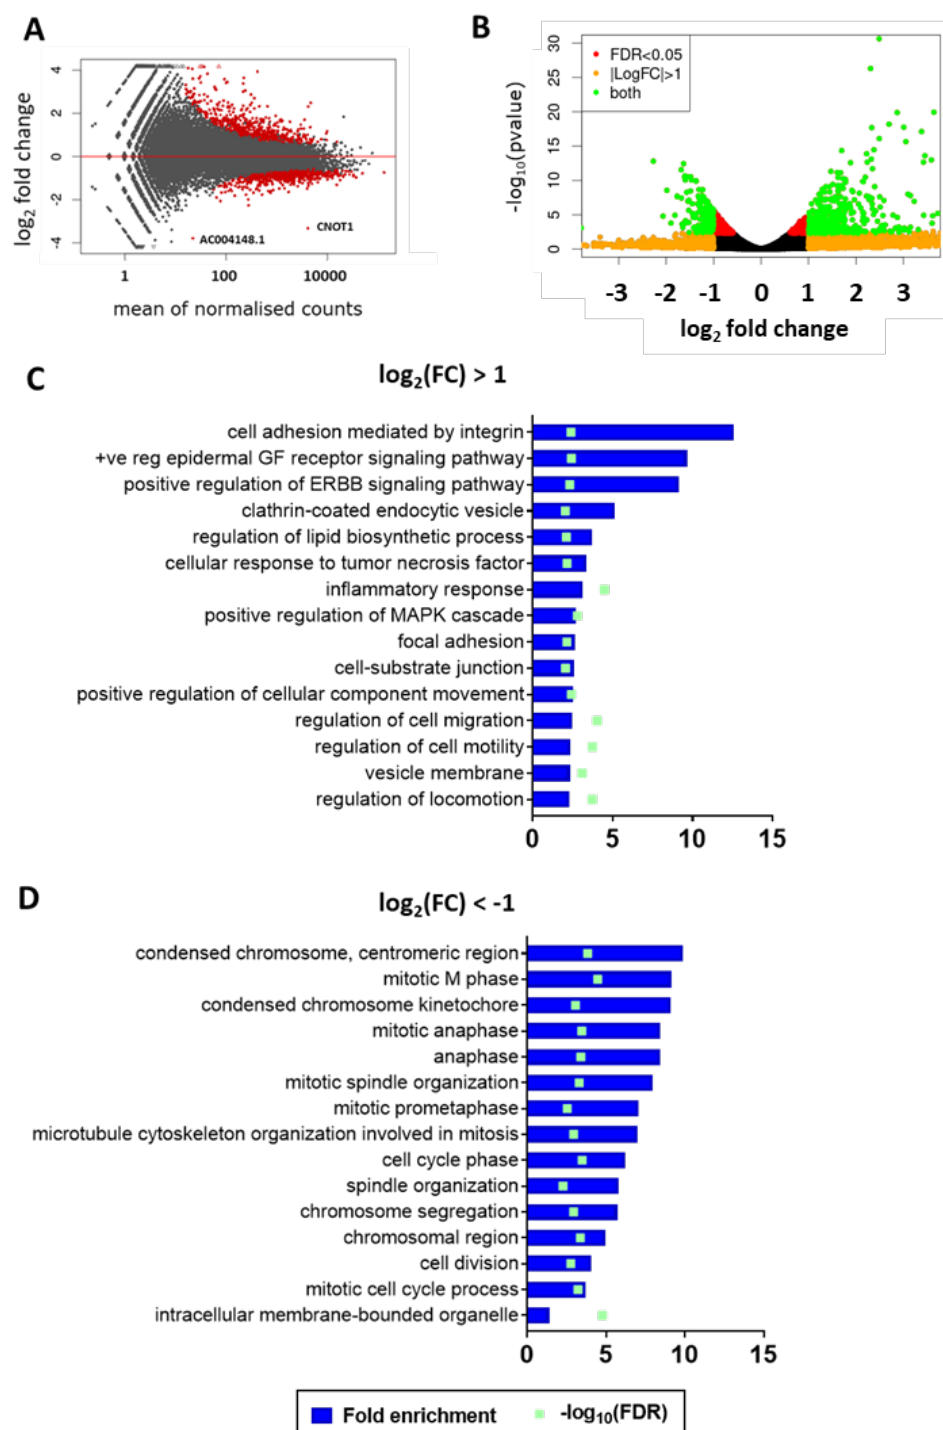 A
log2 fold change
4
2
0
-2
-4
AC004148.1
CNOT1
1
100
10000
mean of normalised counts
B
-log10(pvalue)
30
25
20
15
10
5
0
FDR<0.05
|LogFC|>1
both
-3 -2 -1 0 1 2 3
log2 fold change
C
log2(FC) > 1
cell adhesion mediated by integrin
+ve reg epidermal GF receptor signaling pathway
positive regulation of ERBB signaling pathway
clathrin-coated endocytic vesicle
regulation of lipid biosynthetic process
cellular response to tumor necrosis factor
inflammatory response
positive regulation of MAPK cascade
focal adhesion
cell-substrate junction
positive regulation of cellular component movement
regulation of cell migration
regulation of cell motility
vesicle membrane
regulation of locomotion
0 5 10 15
D
log2(FC) < -1
condensed chromosome, centromeric region
mitotic M phase
condensed chromosome kinetochore
mitotic anaphase
anaphase
mitotic spindle organization
mitotic prometaphase
microtubule cytoskeleton organization involved in mitosis
cell cycle phase
spindle organization
chromosome segregation
chromosomal region
cell division
mitotic cell cycle process
intracellular membrane-bounded organelle
0 5 10 15
Fold enrichment
-log10(FDR)